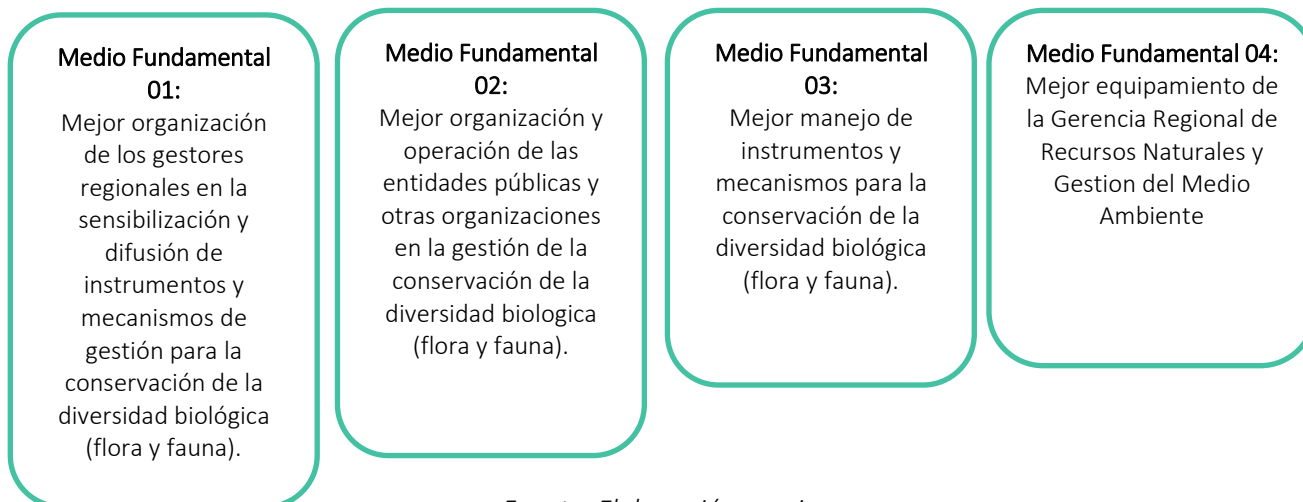 Medio Fundamental
01:
Mejor organización
de los gestores
regionales en la
sensibilización y
difusión de
instrumentos y
mecanismos de
gestión para la
conservación de la
diversidad biológica
(flora y fauna).
Medio Fundamental
02:
Mejor organización y
operación de las
entidades públicas y
otras organizaciones
en la gestión de la
conservación de la
diversidad biologica
(flora y fauna).
Medio Fundamental
03:
Mejor manejo de
instrumentos y
mecanismos para la
conservación de la
diversidad biológica
(flora y fauna).
Medio Fundamental 04:
Mejor equipamiento de
la Gerencia Regional de
Recursos Naturales y
Gestion del Medio
Ambiente